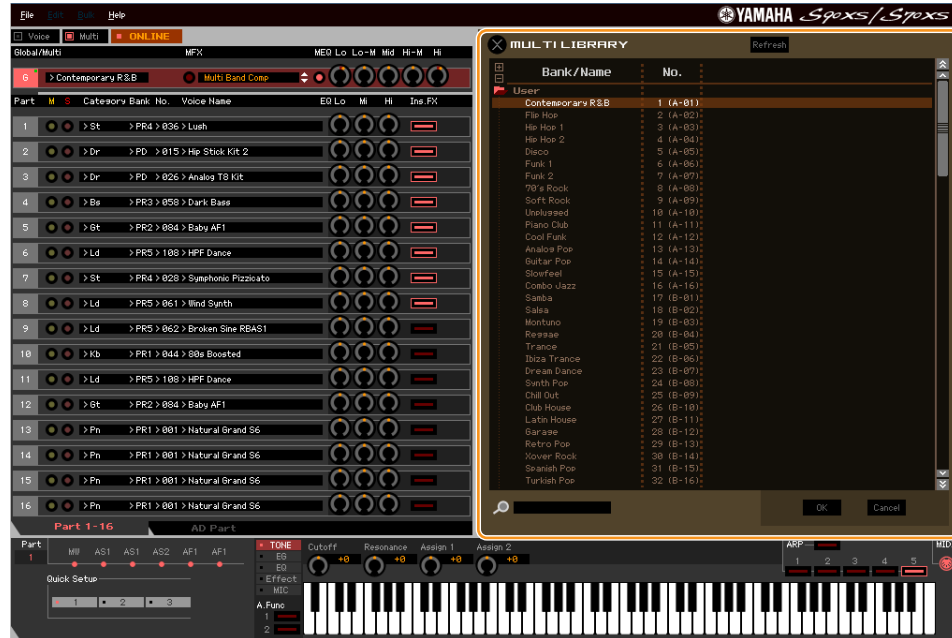 File Edit Bulk Help
YAMAHA S90XS/S70XS
Voice Multi ONLINE
Global/Multi MFX MEQ Lo Lo-M Mid Hi-M Hi
G >Contemporary R&B Multi Band Comp
Part M S Category Bank No. Voice Name EQ Lo Mi Hi Ins.FX
1 >St >PR4 >036 >Lush
2 >Dr >PD >015 >Hip Stick Kit 2
3 >Dr >PD >026 >Analog T8 Kit
4 >Bs >PR3 >058 >Dark Bass
5 >Gt >PR2 >084 >Baby AF1
6 >Ld >PR5 >108 >HPF Dance
7 >St >PR4 >028 >Symphonic Pizzicato
8 >Ld >PR5 >061 >Wind Synth
9 >Ld >PR5 >062 >Broken Sine RBAS1
10 >Kb >PR1 >044 >80s Boosted
11 >Ld >PR5 >108 >HPF Dance
12 >Gt >PR2 >084 >Baby AF1
13 >Pn >PR1 >001 >Natural Grand S6
14 >Pn >PR1 >001 >Natural Grand S6
15 >Pn >PR1 >001 >Natural Grand S6
16 >Pn >PR1 >001 >Natural Grand S6
Part 1-16 AD Part
MULTI LIBRARY Refresh
Bank/Name No.
User
Contemporary R&B 1 (A-01)
Flip Hop 2 (A-02)
Hip Hop 1 3 (A-03)
Hip Hop 2 4 (A-04)
Disco 5 (A-05)
Funk 1 6 (A-06)
Funk 2 7 (A-07)
70's Rock 8 (A-08)
Soft Rock 9 (A-09)
Unplugged 10 (A-10)
Piano Club 11 (A-11)
Cool Funk 12 (A-12)
Analog Pop 13 (A-13)
Guitar Pop 14 (A-14)
Slowfeel 15 (A-15)
Combo Jazz 16 (A-16)
Samba 17 (B-01)
Salsa 18 (B-02)
Montuno 19 (B-03)
Reggae 20 (B-04)
Trance 21 (B-05)
Ibiza Trance 22 (B-06)
Dream Dance 23 (B-07)
Synth Pop 24 (B-08)
Chill Out 25 (B-09)
Club House 26 (B-10)
Latin House 27 (B-11)
Garage 28 (B-12)
Retro Pop 29 (B-13)
Xover Rock 30 (B-14)
Spanish Pop 31 (B-15)
Turkish Pop 32 (B-16)
OK Cancel
Part MW AS1 AS1 AS2 AF1 AF1
1
Quick Setup
1 2 3
TONE
EG
EQ
Effect
MIC
A.Func
1
2
Cutoff Resonance Assign 1 Assign 2
+0 +0 +0 +0
ARP MID
1 2 3 4 5